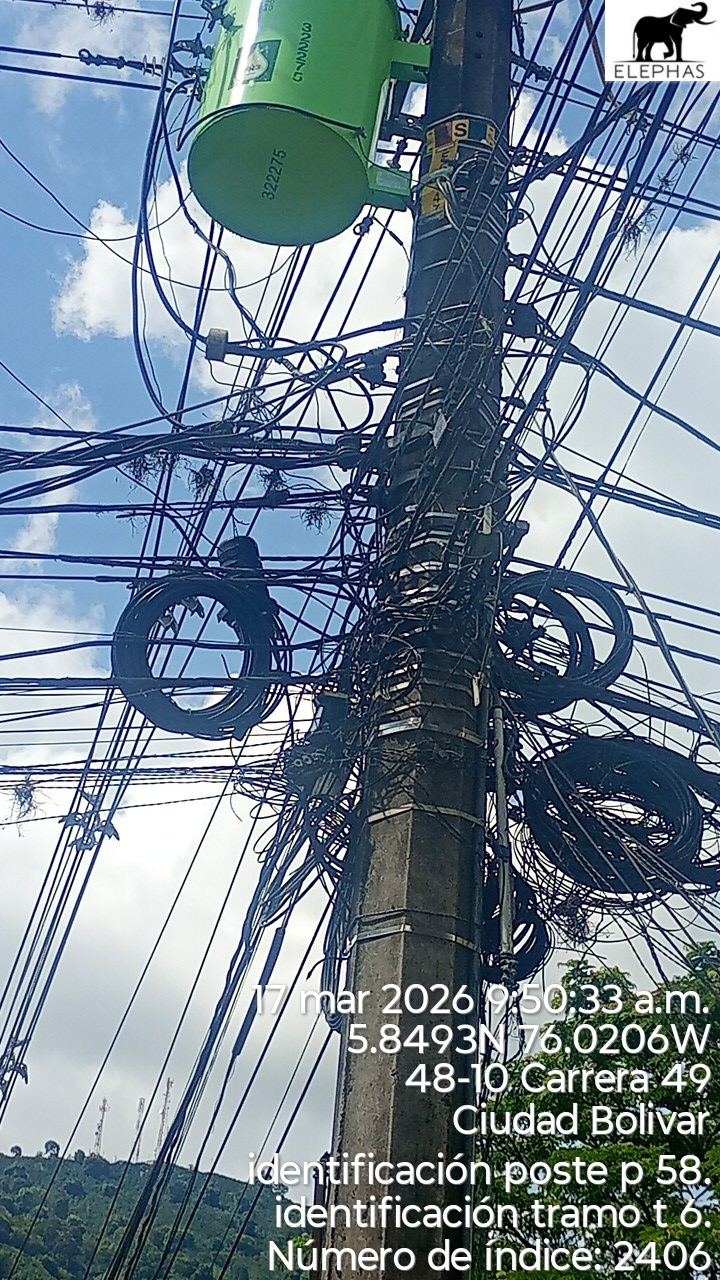 ELEPHAS
322275
S
17 mar 2026 9:50:33 a.m.
5.8493N 76.0206W
48-10 Carrera 49
Ciudad Bolivar
identificación poste p 58.
identificación tramo t 6.
Número de índice: 2406